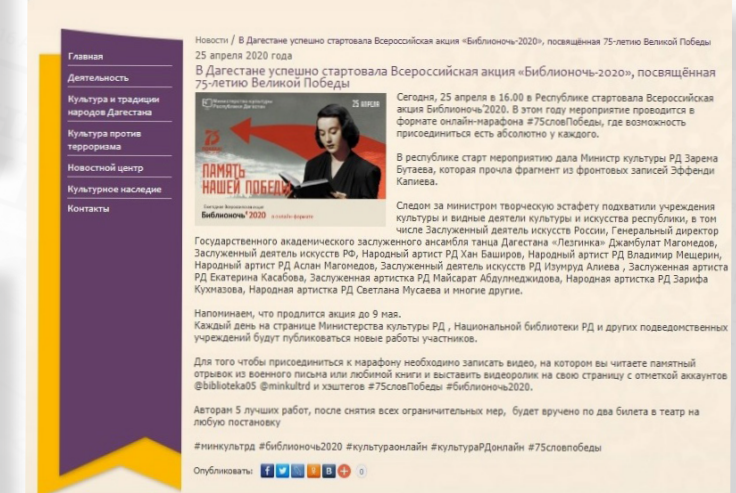 Главная
Деятельность
Культура и традиции
народов Дагестана
Культура против
терроризма
Новостной центр
Культурное наследие
Контакты
Новости / В Дагестане успешно стартовала Всероссийская акция «Библионочь-2020», посвящённая 75-летию Великой Победы
25 апреля 2020 года
В Дагестане успешно стартовала Всероссийская акция «Библионочь-2020», посвящённая
75-летию Великой Победы
Министерство культуры
Республики Дагестан
25 АПРЕЛЯ
75
ПАМЯТЬ
НАШЕЙ ПОБЕДЫ
Библионочь'2020 в онлайн-формате
Сегодня, 25 апреля в 16.00 в Республике стартовала Всероссийская
акция Библионочь'2020. В этом году мероприятие проводится в
формате онлайн-марафона #75словПобеды, где возможность
присоединиться есть абсолютно у каждого.
В республике старт мероприятию дала Министр культуры РД Зарема
Бутаева, которая прочла фрагмент из фронтовых записей Эффенди
Капиева.
Следом за министром творческую эстафету подхватили учреждения
культуры и видные деятели культуры и искусства республики, в том
числе Заслуженный деятель искусств России, Генеральный директор
Государственного академического заслуженного ансамбля танца Дагестана «Лезгинка» Джамбулат Магомедов,
Заслуженный деятель искусств РФ, Народный артист РД Хан Баширов, Народный артист РД Владимир Мещерин,
Народный артист РД Аслан Магомедов, Заслуженный деятель искусств РД Изумруд Алиева , Заслуженная артиста
РД Екатерина Касабова, Заслуженная артистка РД Майсарат Абдулмеджидова, Народная артистка РД Зарифа
Кухмазова, Народная артистка РД Светлана Мусаева и многие другие.
Напоминаем, что продлится акция до 9 мая.
Каждый день на странице Министерства культуры РД , Национальной библиотеки РД и других подведомственных
учреждений будут публиковаться новые работы участников.
Для того чтобы присоединиться к марафону необходимо записать видео, на котором вы читаете памятный
отрывок из военного письма или любимой книги и выставить видеоролик на свою страницу с отметкой аккаунтов
@biblioteka05 @minkultrd и хэштегов #75словПобеды #библионочь2020.
Авторам 5 лучших работ, после снятия всех ограничительных мер, будет вручено по два билета в театр на
любую постановку
#минкультрд #библионочь2020 #культураонлайн #культураРДонлайн #75словпобеды
Опубликовать:
0